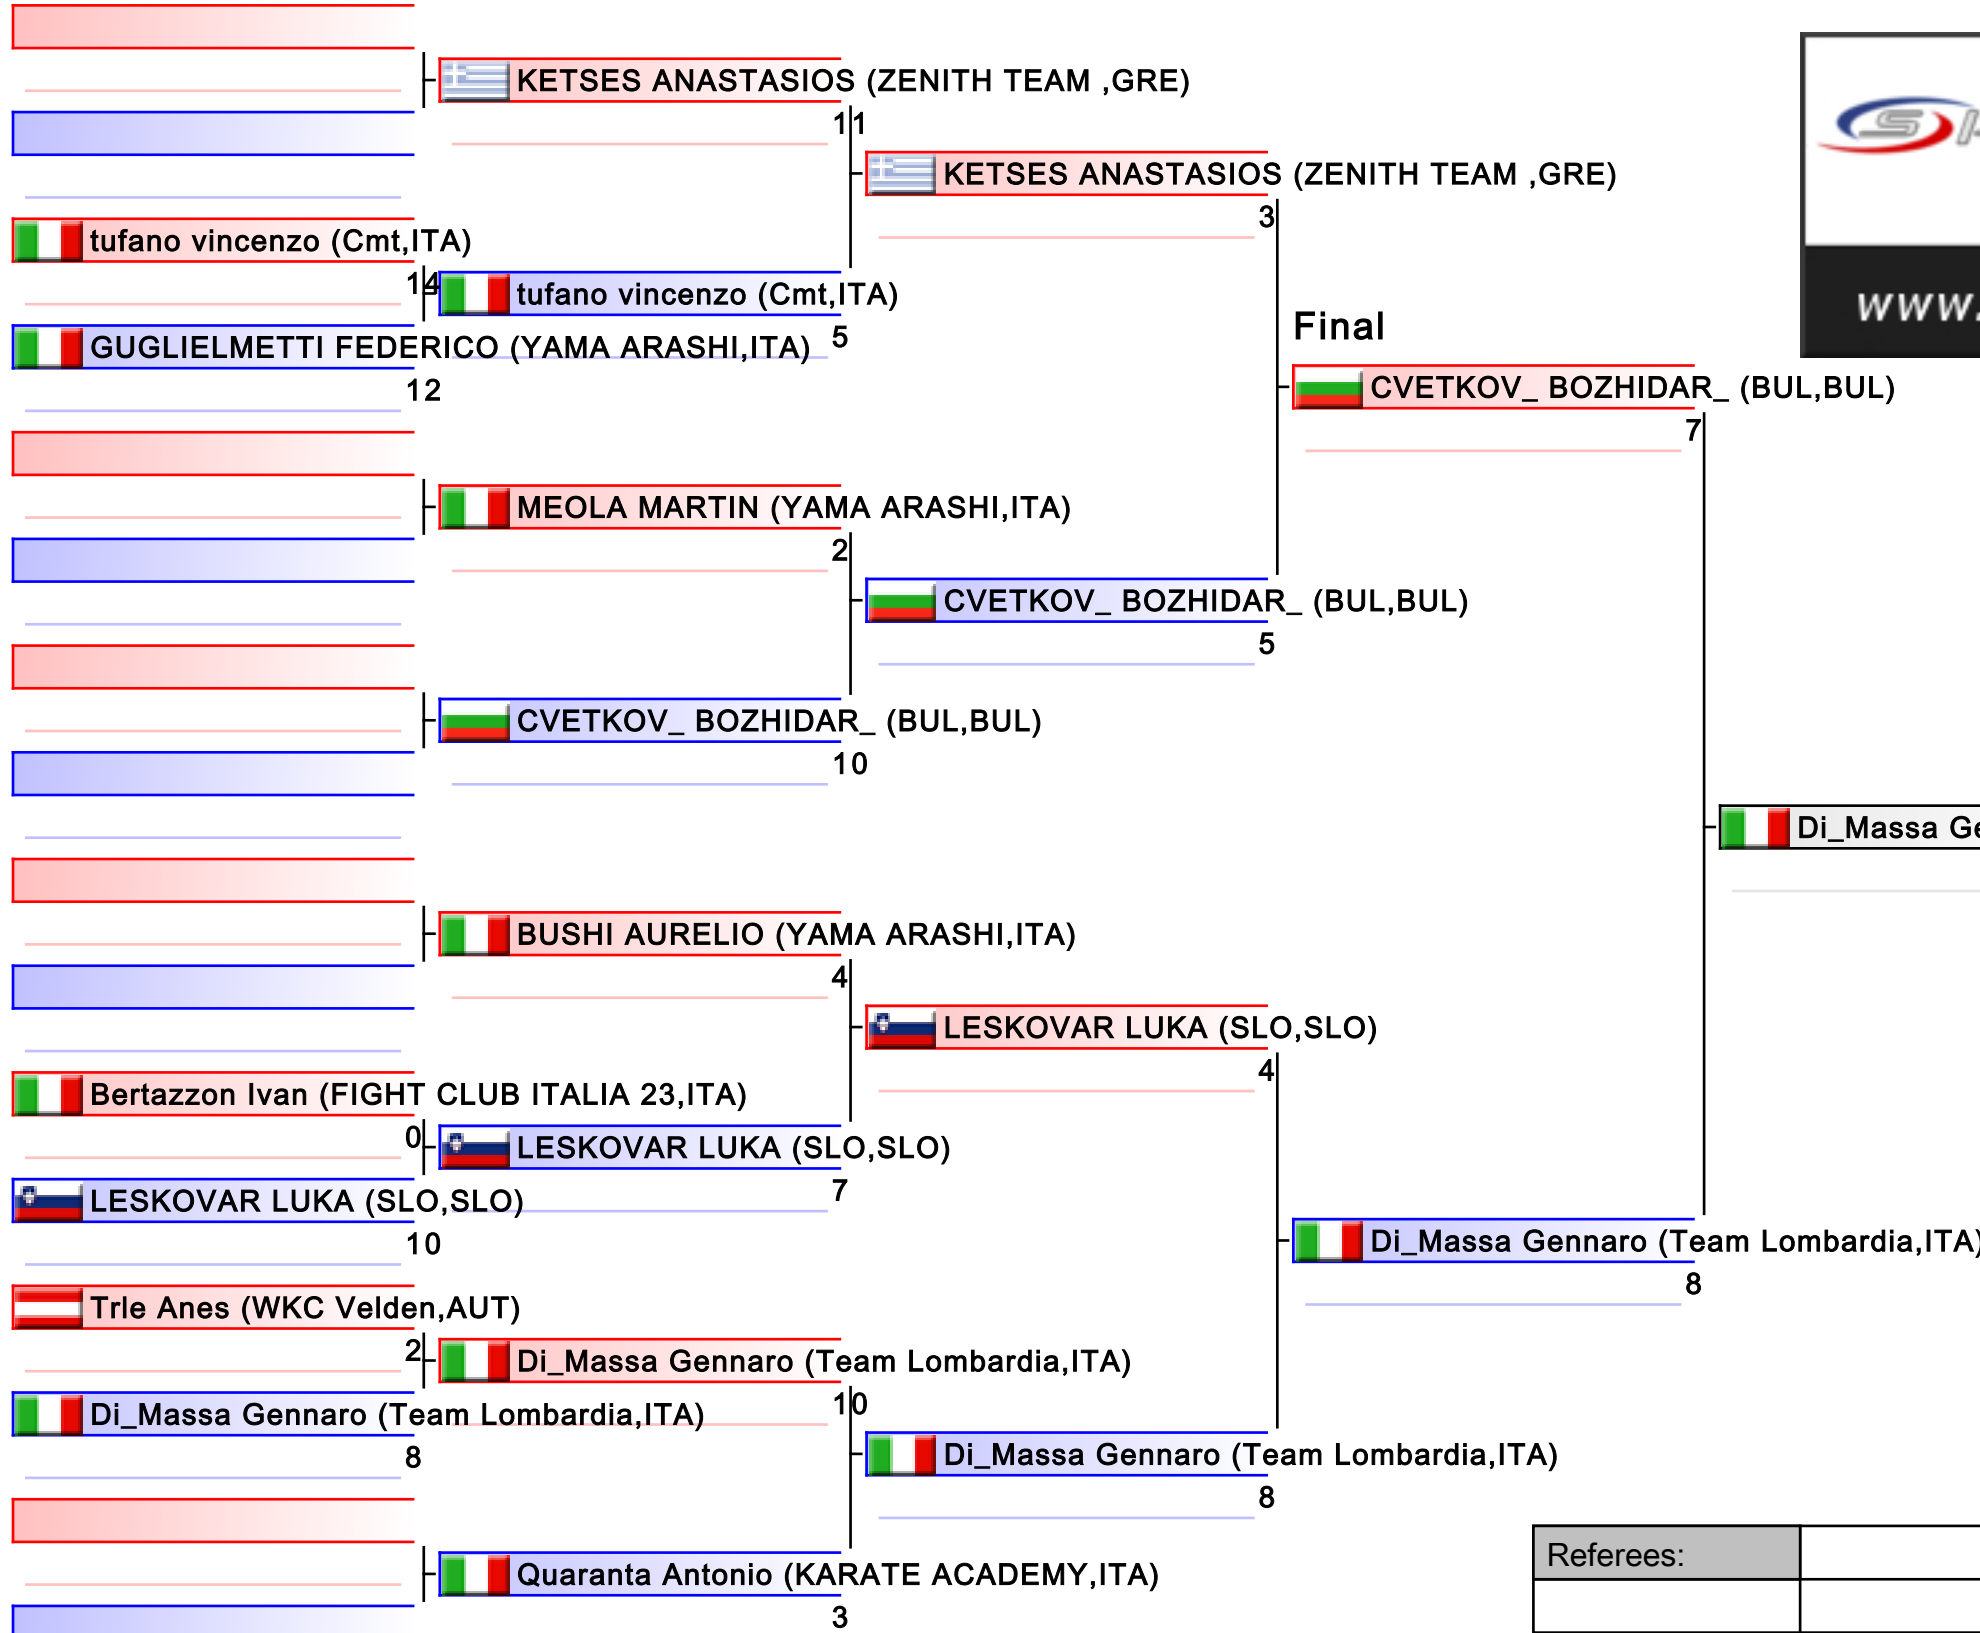 KETSES ANASTASIOS (ZENITH TEAM ,GRE)
11
KETSES ANASTASIOS (ZENITH TEAM ,GRE)
3
tufano vincenzo (Cmt,ITA)
14
tufano vincenzo (Cmt,ITA)
5
GUGLIELMETTI FEDERICO (YAMA ARASHI,ITA)
12
Final
www.
CVETKOV_ BOZHIDAR_ (BUL,BUL)
7
MEOLA MARTIN (YAMA ARASHI,ITA)
2
CVETKOV_ BOZHIDAR_ (BUL,BUL)
5
CVETKOV_ BOZHIDAR_ (BUL,BUL)
10
Di_Massa Ge
BUSHI AURELIO (YAMA ARASHI,ITA)
4
LESKOVAR LUKA (SLO,SLO)
4
Bertazzon Ivan (FIGHT CLUB ITALIA 23,ITA)
0
LESKOVAR LUKA (SLO,SLO)
7
LESKOVAR LUKA (SLO,SLO)
10
Di_Massa Gennaro (Team Lombardia,ITA)
8
Trle Anes (WKC Velden,AUT)
2
Di_Massa Gennaro (Team Lombardia,ITA)
10
Di_Massa Gennaro (Team Lombardia,ITA)
8
Di_Massa Gennaro (Team Lombardia,ITA)
8
Referees:
Quaranta Antonio (KARATE ACADEMY,ITA)
3